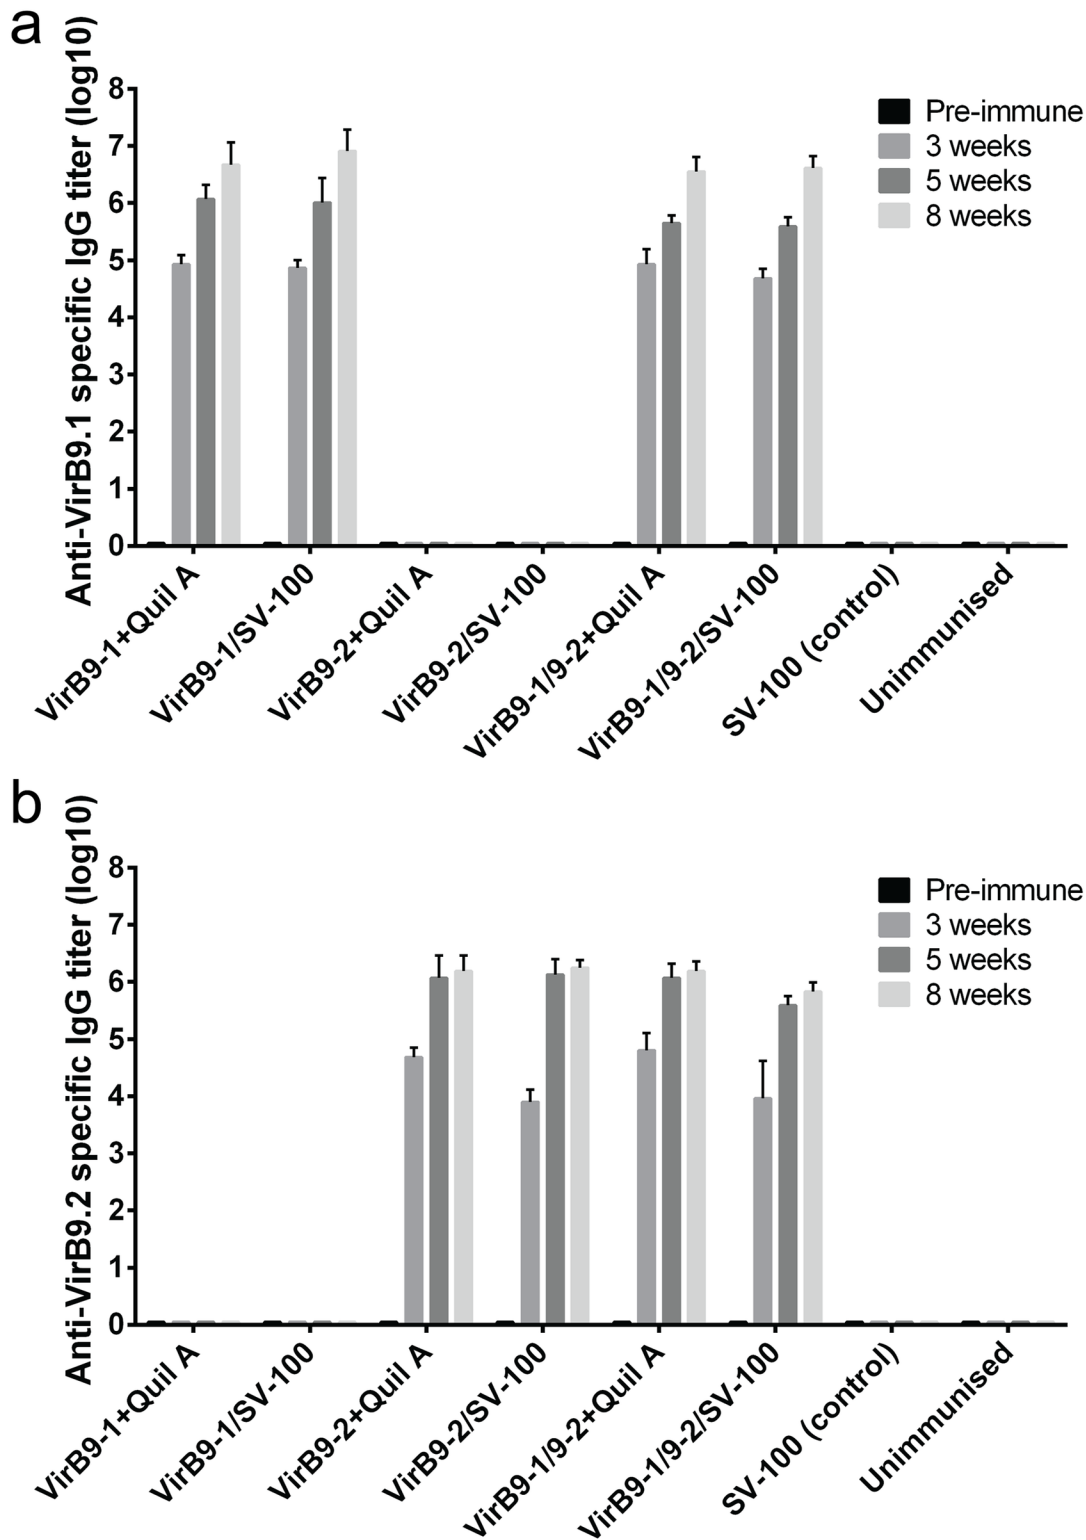 a
Anti-VirB9.1 specific IgG titer (log10)
8
7
6
5
4
3
2
1
0
Pre-immune
3 weeks
5 weeks
8 weeks
VirB9-1+Quil A
VirB9-1/SV-100
VirB9-2+Quil A
VirB9-2/SV-100
VirB9-1/9-2+Quil A
VirB9-1/9-2/SV-100
SV-100 (control)
Unimmunised
b
Anti-VirB9.2 specific IgG titer (log10)
8
7
6
5
4
3
2
1
0
Pre-immune
3 weeks
5 weeks
8 weeks
VirB9-1+Quil A
VirB9-1/SV-100
VirB9-2+Quil A
VirB9-2/SV-100
VirB9-1/9-2+Quil A
VirB9-1/9-2/SV-100
SV-100 (control)
Unimmunised